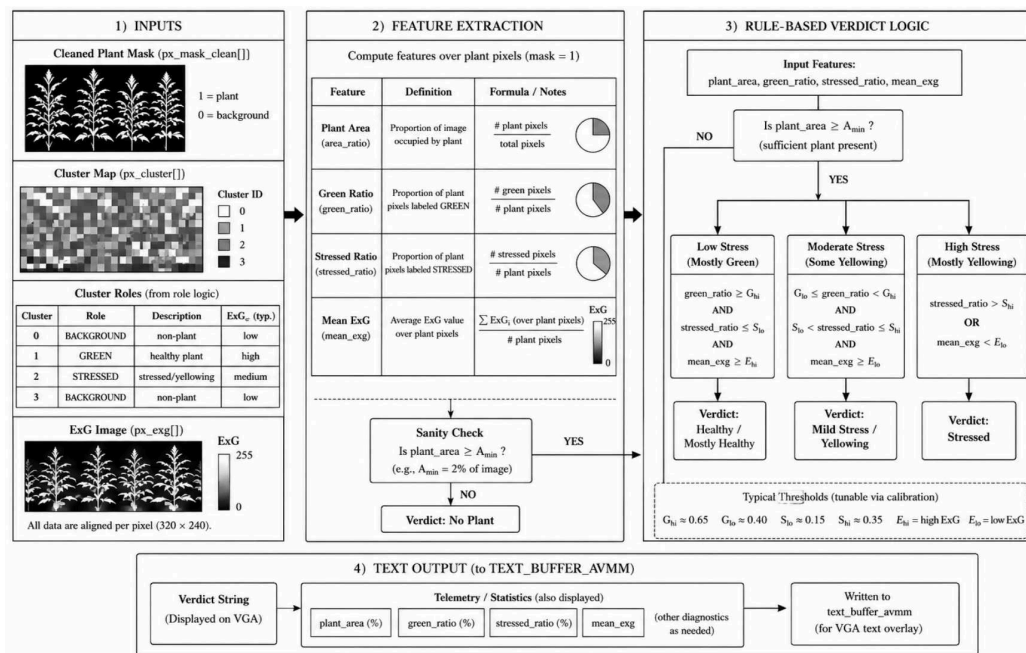 1) INPUTS
Cleaned Plant Mask (px_mask_clean[])
1 = plant
0 = background
Cluster Map (px_cluster[])
Cluster ID
0
1
2
3
Cluster Roles (from role logic)
Cluster Role Description ExG_w (typ.)
0 BACKGROUND non-plant low
1 GREEN healthy plant high
2 STRESSED stressed/yellowing medium
3 BACKGROUND non-plant low
ExG Image (px_exg[])
ExG
255
0
All data are aligned per pixel (320 × 240).
2) FEATURE EXTRACTION
Compute features over plant pixels (mask = 1)
Feature Definition Formula / Notes
Plant Area
(area_ratio)
Proportion of image
occupied by plant
# plant pixels
total pixels
Green Ratio
(green_ratio)
Proportion of plant
pixels labeled GREEN
# green pixels
# plant pixels
Stressed Ratio
(stressed_ratio)
Proportion of plant
pixels labeled STRESSED
# stressed pixels
# plant pixels
Mean ExG
(mean_exg)
Average ExG value
over plant pixels
∑ ExG_i (over plant pixels)
# plant pixels
ExG
255
0
Sanity Check
Is plant_area ≥ A_min ?
(e.g., A_min = 2% of image)
YES
NO
Verdict: No Plant
3) RULE-BASED VERDICT LOGIC
Input Features:
plant_area, green_ratio, stressed_ratio, mean_exg
NO
Is plant_area ≥ A_min ?
(sufficient plant present)
YES
Low Stress
(Mostly Green)
green_ratio ≥ G_hi
AND
stressed_ratio ≤ S_lo
AND
mean_exg ≥ E_hi
Verdict:
Healthy /
Mostly Healthy
Moderate Stress
(Some Yellowing)
G_lo ≤ green_ratio < G_hi
AND
S_lo < stressed_ratio ≤ S_hi
AND
mean_exg ≥ E_lo
Verdict:
Mild Stress /
Yellowing
High Stress
(Mostly Yellowing)
stressed_ratio > S_hi
OR
mean_exg < E_lo
Verdict:
Stressed
Typical Thresholds (tunable via calibration)
G_hi ≈ 0.65 G_lo ≈ 0.40 S_lo ≈ 0.15 S_hi ≈ 0.35 E_hi = high ExG E_lo = low ExG
4) TEXT OUTPUT (to TEXT_BUFFER_AVMM)
Verdict String
(Displayed on VGA)
Telemetry / Statistics (also displayed)
plant_area (%) green_ratio (%) stressed_ratio (%) mean_exg
(other diagnostics
as needed)
Written to
text_buffer_avmm
(for VGA text overlay)